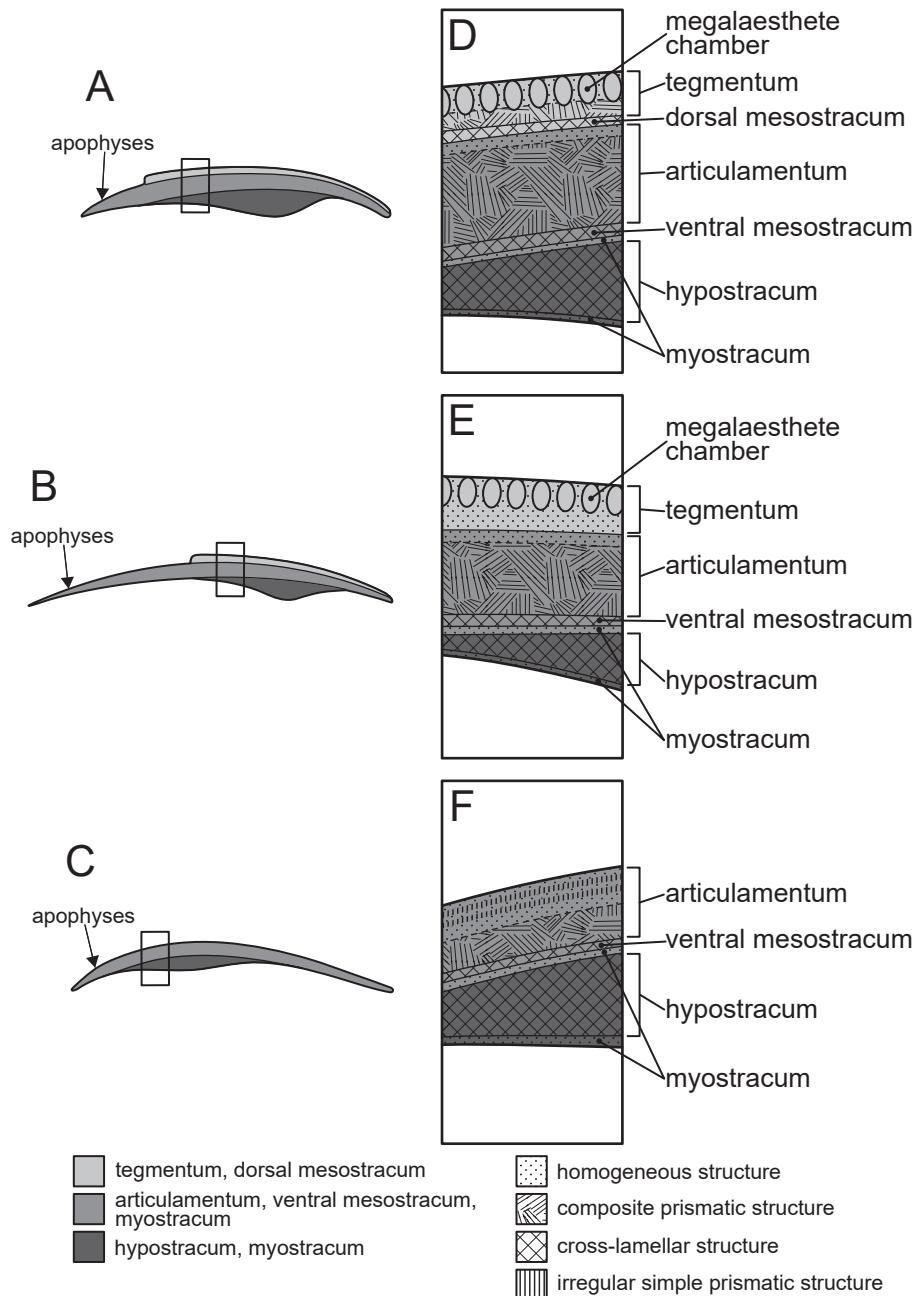 A
apophyses
D
megalaesthete
chamber
tegmentum
dorsal mesostracum
articulamentum
ventral mesostracum
hypostracum
myostracum
B
apophyses
E
megalaesthete
chamber
tegmentum
articulamentum
ventral mesostracum
hypostracum
myostracum
C
apophyses
F
articulamentum
ventral mesostracum
hypostracum
myostracum
tegmentum, dorsal mesostracum
articulamentum, ventral mesostracum,
myostracum
hypostracum, myostracum
homogeneous structure
composite prismatic structure
cross-lamellar structure
irregular simple prismatic structure